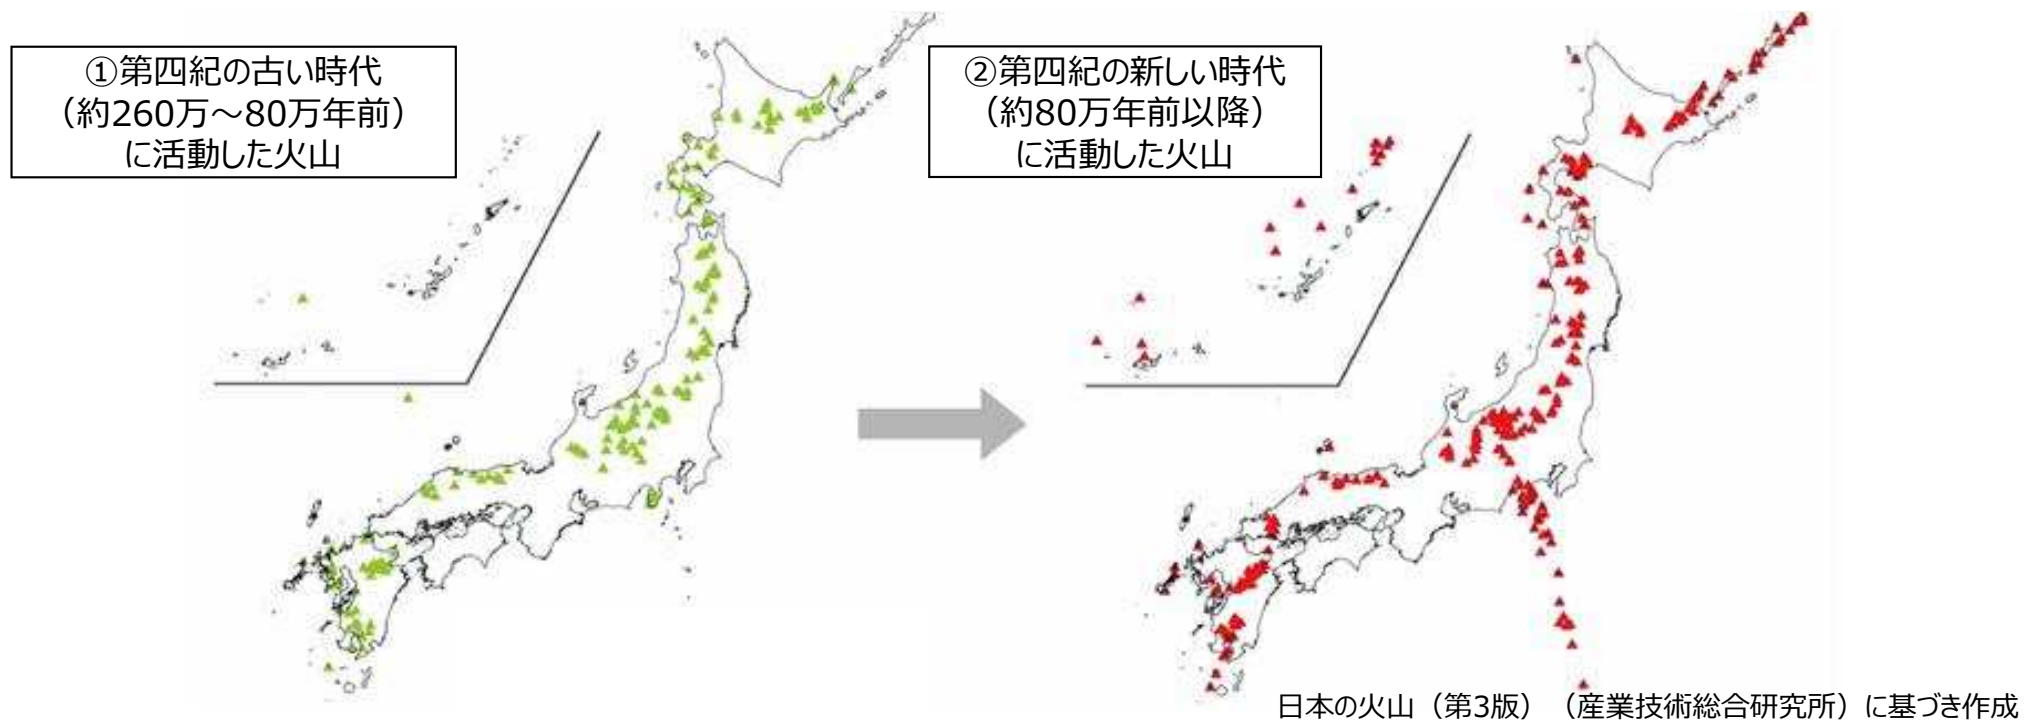 ①第四紀の古い時代
（約260万～80万年前）
に活動した火山
②第四紀の新しい時代
（約80万年前以降）
に活動した火山
日本の火山（第3版）（産業技術総合研究所）に基づき作成